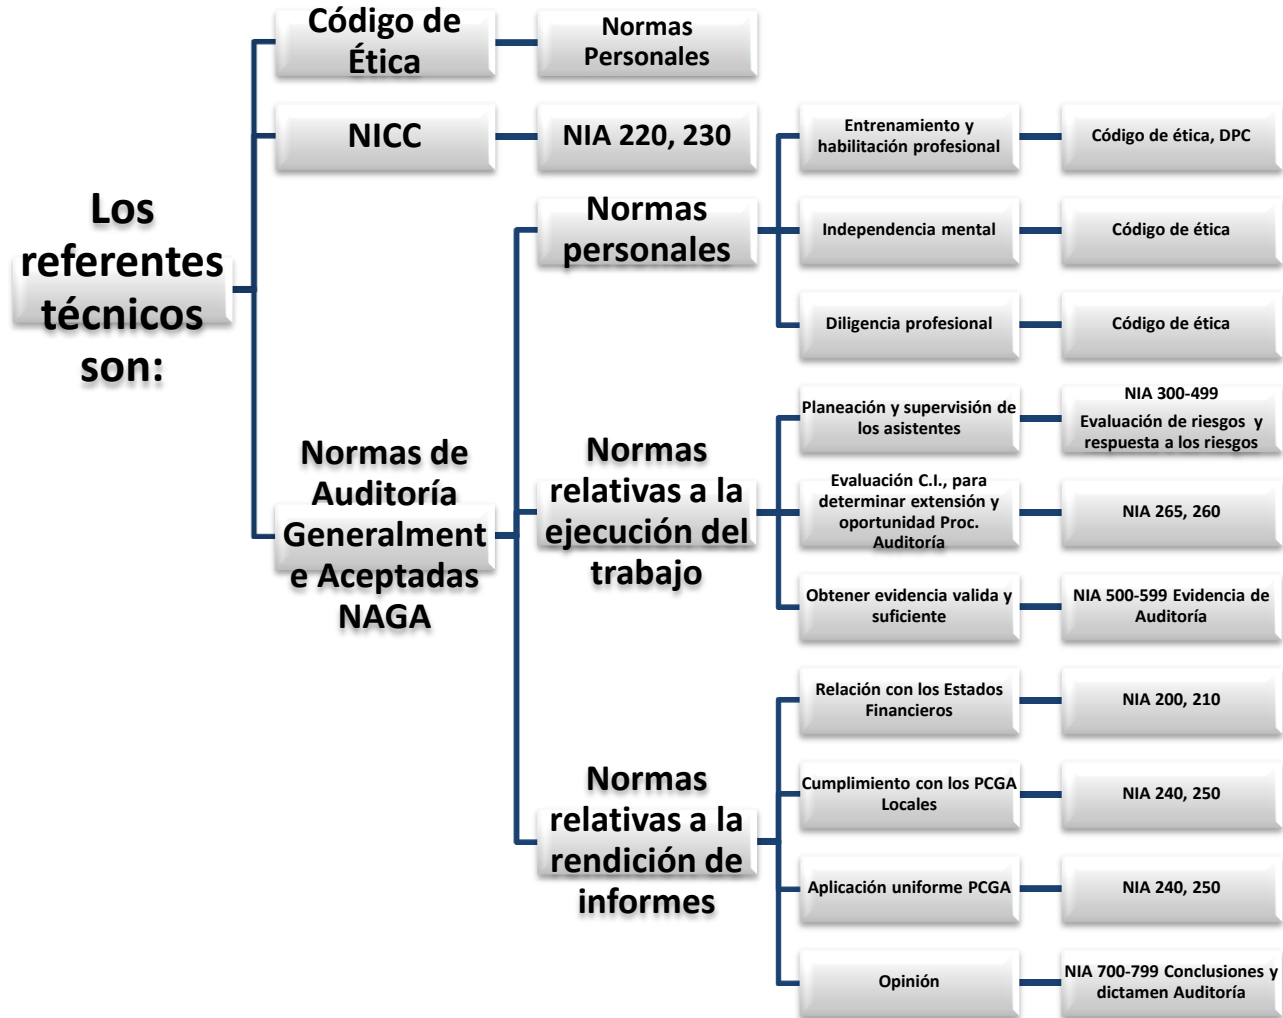 Los
referentes
técnicos
son:
Código de
Ética
Normas
Personales
NICC
NIA 220, 230
Normas de
Auditoría
Generalment
e Aceptadas
NAGA
Normas
personales
Entrenamiento y
habilitación profesional
Código de ética, DPC
Independencia mental
Código de ética
Diligencia profesional
Código de ética
Normas
relativas a la
ejecución del
trabajo
Planeación y supervisión de
los asistentes
NIA 300-499
Evaluación de riesgos y
respuesta a los riesgos
Evaluación C.I., para
determinar extensión y
oportunidad Proc.
Auditoría
NIA 265, 260
Obtener evidencia valida y
suficiente
NIA 500-599 Evidencia de
Auditoría
Normas
relativas a la
rendición de
informes
Relación con los Estados
Financieros
NIA 200, 210
Cumplimiento con los PCGA
Locales
NIA 240, 250
Aplicación uniforme PCGA
NIA 240, 250
Opinión
NIA 700-799 Conclusiones y
dictamen Auditoría